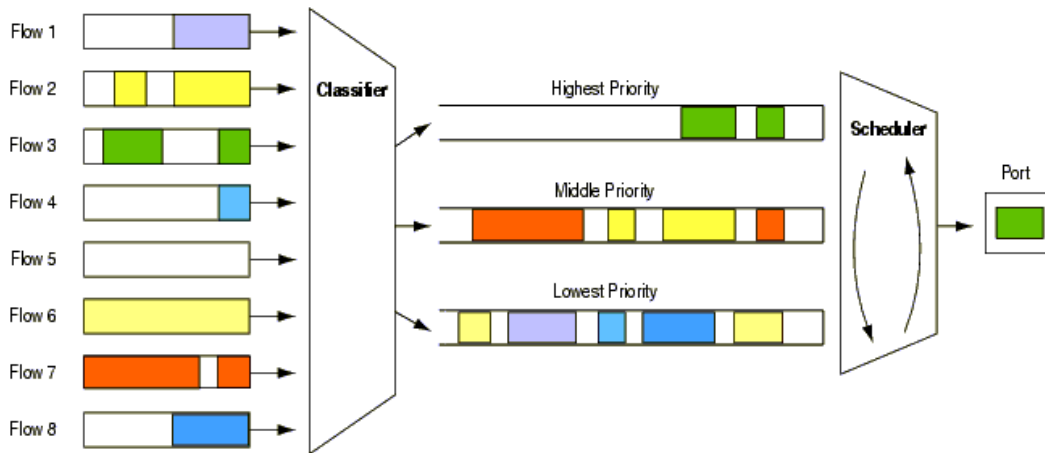 Flow 1
Flow 2
Flow 3
Flow 4
Flow 5
Flow 6
Flow 7
Flow 8
Classifier
Highest Priority
Middle Priority
Lowest Priority
Scheduler
Port